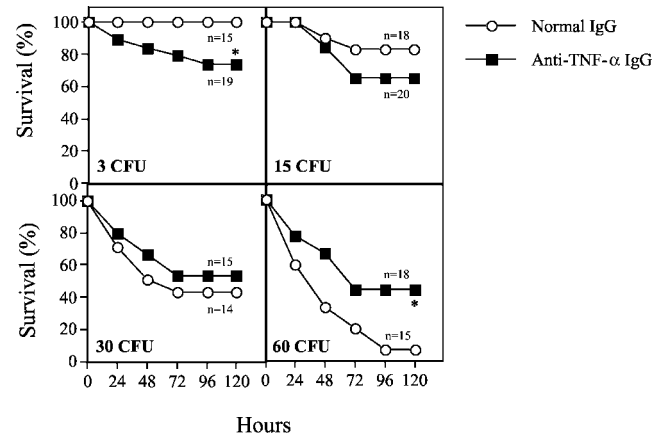 Survival (%)
100
80
60
40
20
0
n=15
*
n=19
3 CFU
n=18
n=20
15 CFU
Normal IgG
Anti-TNF-α IgG
Survival (%)
100
80
60
40
20
0
n=15
n=14
30 CFU
n=18
*
n=15
60 CFU
0 24 48 72 96 120
0 24 48 72 96 120
Hours